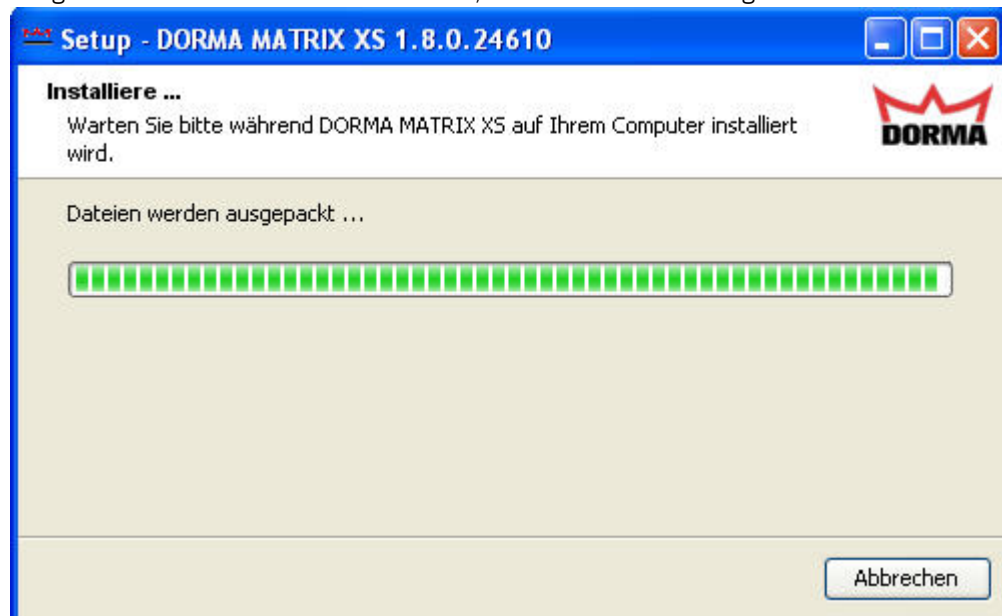 Setup - DORMA MATRIX XS 1.8.0.24610
Installiere ...
Warten Sie bitte während DORMA MATRIX XS auf Ihrem Computer installiert
wird.
DORMA
Dateien werden ausgepackt ...
Abbrechen